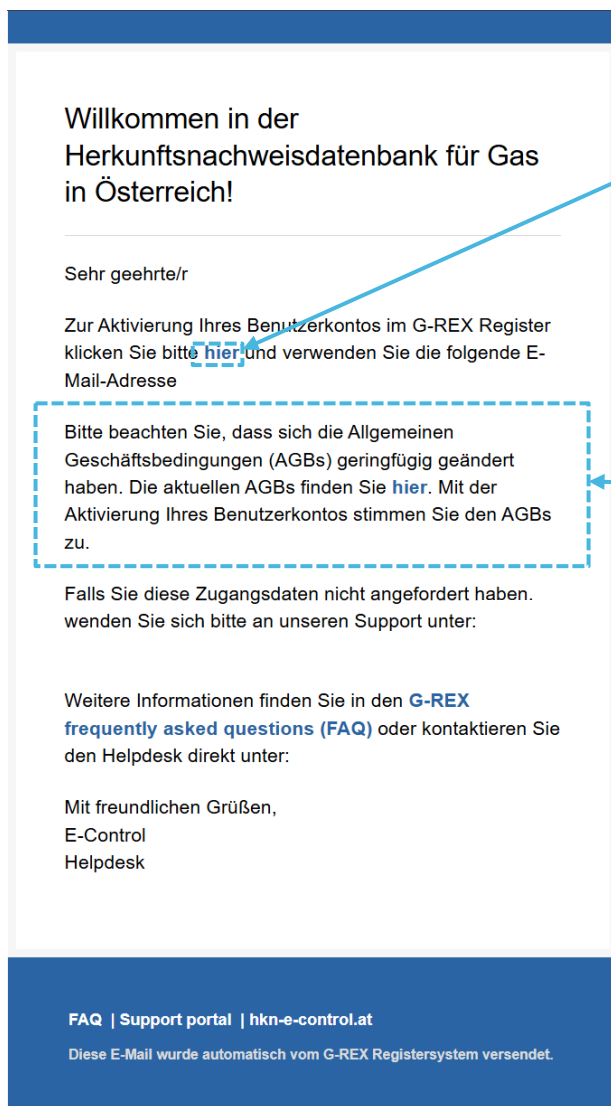 Willkommen in der
Herkunftsnachweisdatenbank für Gas
in Österreich!
Sehr geehrte/r
Zur Aktivierung Ihres Benutzerkontos im G-REX Register
klicken Sie bitte hier und verwenden Sie die folgende E-
Mail-Adresse
Bitte beachten Sie, dass sich die Allgemeinen
Geschäftsbedingungen (AGBs) geringfügig geändert
haben. Die aktuellen AGBs finden Sie hier. Mit der
Aktivierung Ihres Benutzerkontos stimmen Sie den AGBs
zu.
Falls Sie diese Zugangsdaten nicht angefordert haben.
wenden Sie sich bitte an unseren Support unter:
Weitere Informationen finden Sie in den G-REX
frequently asked questions (FAQ) oder kontaktieren Sie
den Helpdesk direkt unter:
Mit freundlichen Grüßen,
E-Control
Helpdesk
FAQ | Support portal | hkn-e-control.at
Diese E-Mail wurde automatisch vom G-REX Registersystem versendet.